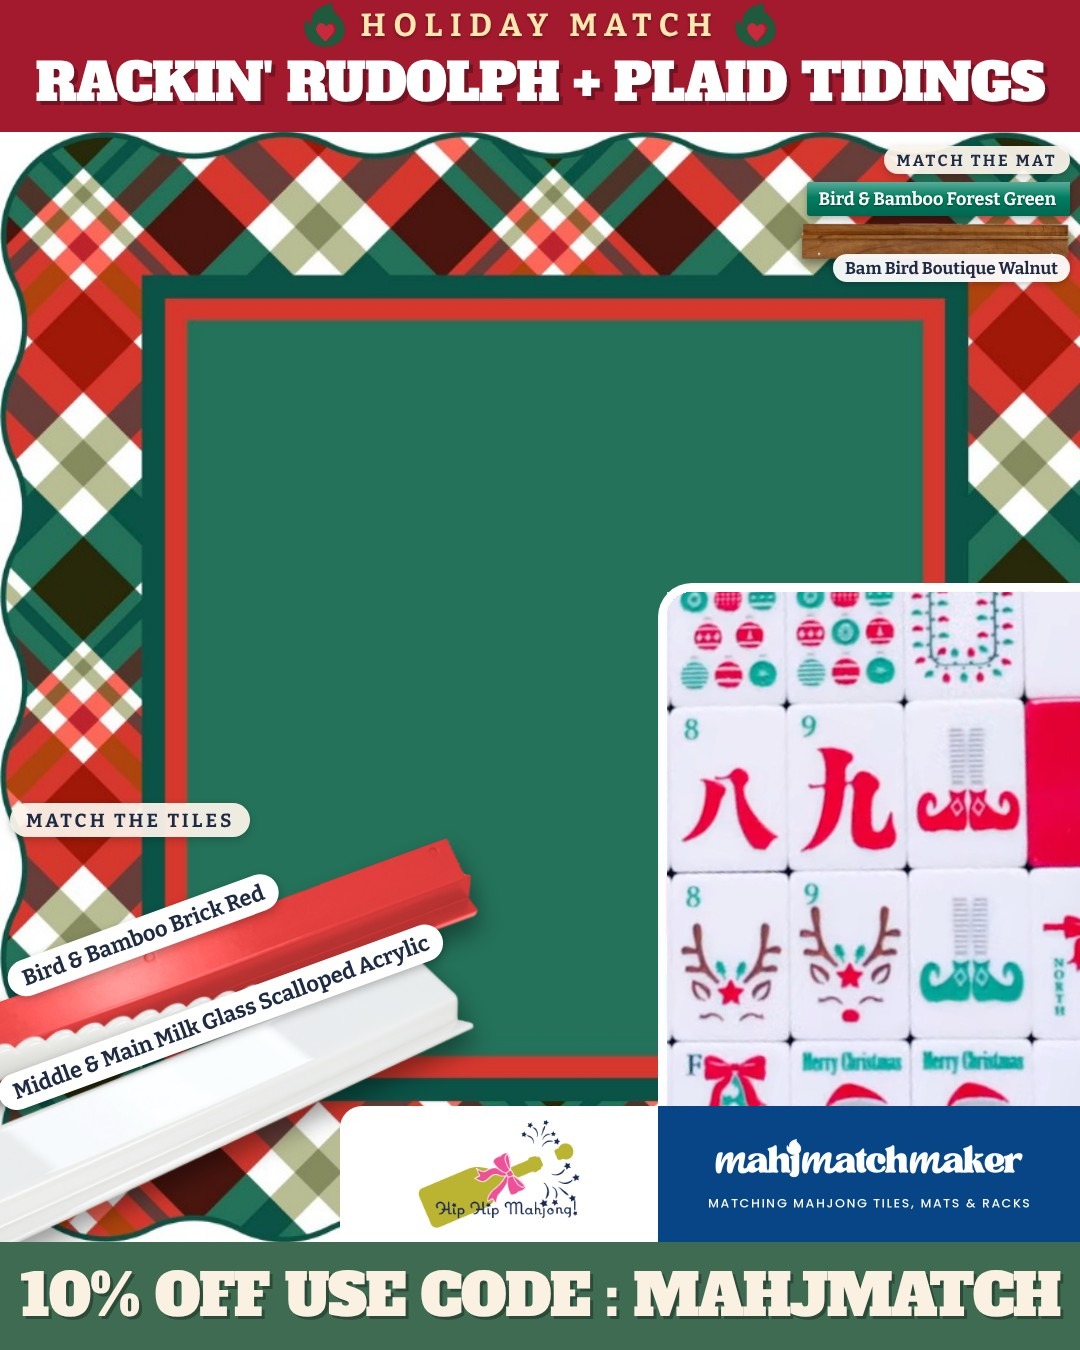 HOLIDAY MATCH
RACKIN' RUDOLPH + PLAID TIDINGS
MATCH THE MAT
Bird & Bamboo Forest Green
Bam Bird Boutique Walnut
8
9
八
九
8
9
NORTH
F
Merry Christmas
Merry Christmas
MATCH THE TILES
Bird & Bamboo Brick Red
Middle & Main Milk Glass Scalloped Acrylic
Hip Hip Mahjong!
mahjmatchmaker
MATCHING MAHJONG TILES, MATS & RACKS
10% OFF USE CODE : MAHJMATCH